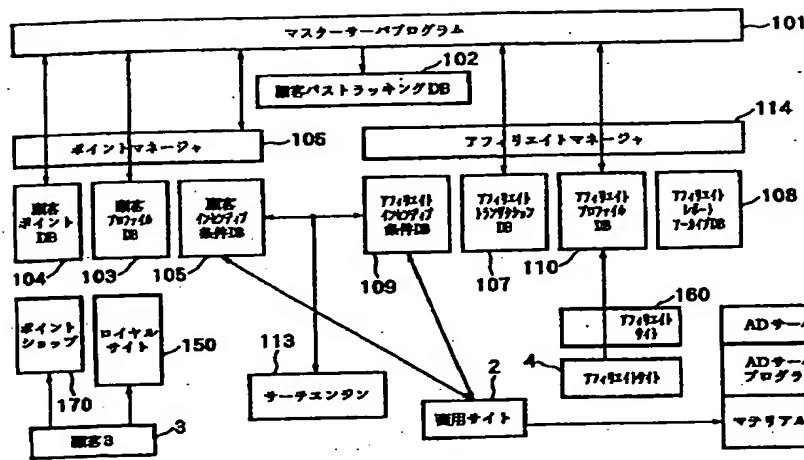 マスターサーバプログラム
101
102
顧客パストラッキングDB
114
ポイントマネージャ
106
アフィリエイトマネージャ
顧客
ポイント
DB
顧客
プロファイル
DB
顧客
インセンティブ
条件DB
アフィリエイト
インセンティブ
条件DB
アフィリエイト
トランザクション
DB
アフィリエイト
プロファイル
DB
アフィリエイト
レポート
アーカイブDB
108
104
103
105
109
107
110
ポイント
ショップ
ロイヤル
サイト
150
170
113
サーチエンジン
2
商用サイト
160
アフィリエイト
サイト
4
アフィリエイトサイト
ADサー
ADサー
プログラ
マテリアル
顧客3
3